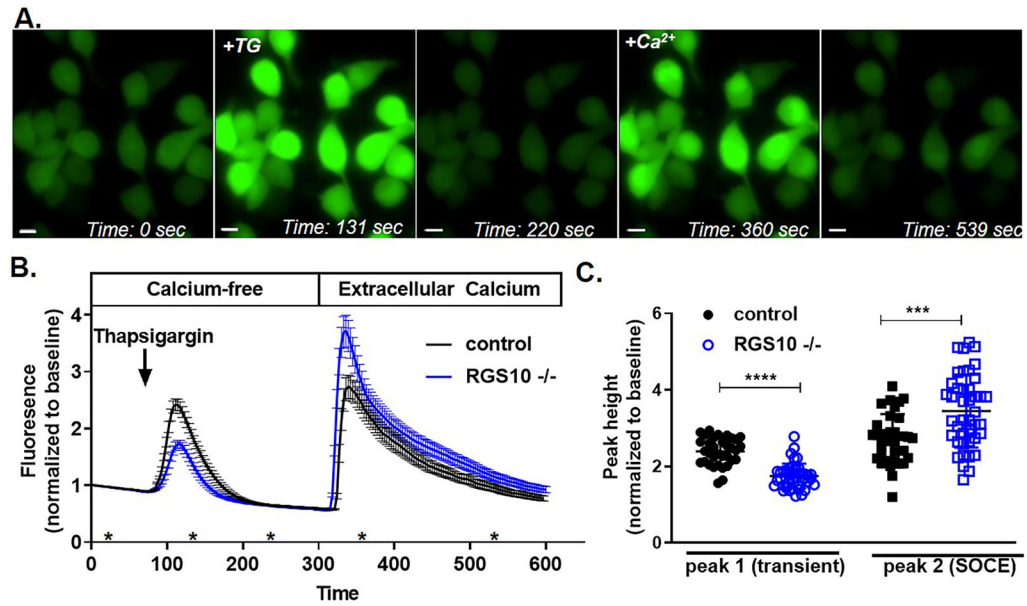 A.
+TG
+Ca²⁺
Time: 0 sec
Time: 131 sec
Time: 220 sec
Time: 360 sec
Time: 539 sec
B.
Calcium-free
Extracellular Calcium
Thapsigargin
control
RGS10 -/-
Fluoresence
(normalized to baseline)
4
3
2
1
0
* * * * *
0 100 200 300 400 500 600
Time
C.
control
RGS10 -/-
****
***
Peak height
(normalized to baseline)
6
4
2
0
peak 1 (transient)
peak 2 (SOCE)